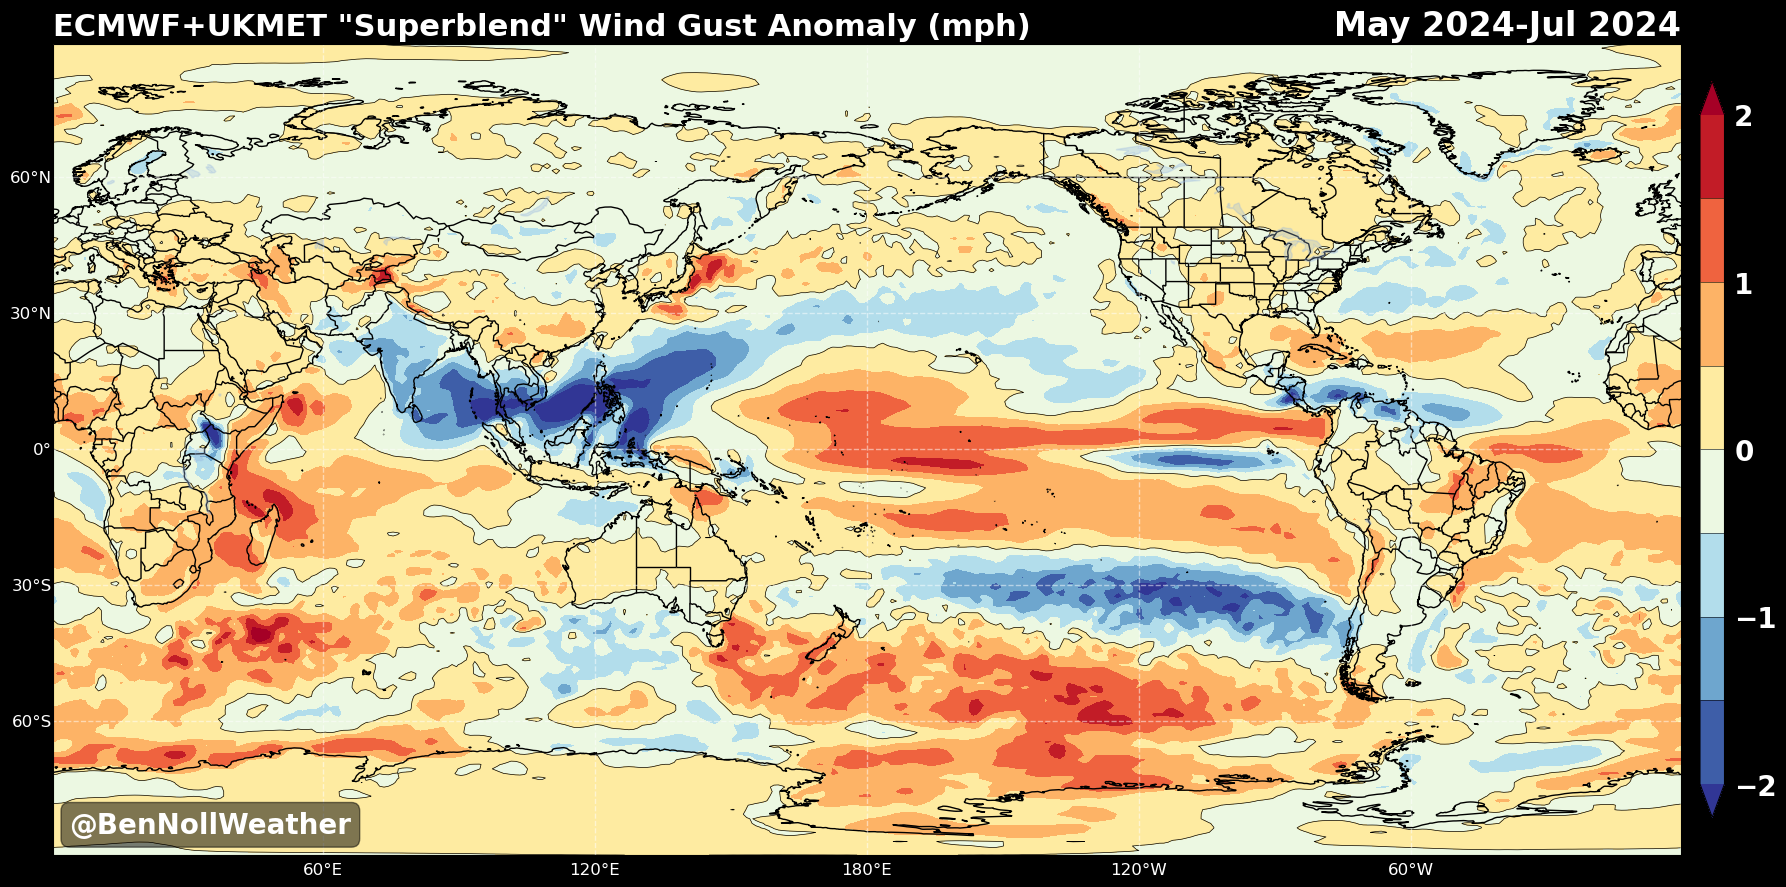 ECMWF+UKMET "Superblend" Wind Gust Anomaly (mph)
May 2024-Jul 2024
60°N
30°N
0°
30°S
60°S
60°E
120°E
180°E
120°W
60°W
2
1
0
−1
−2
@BenNollWeather